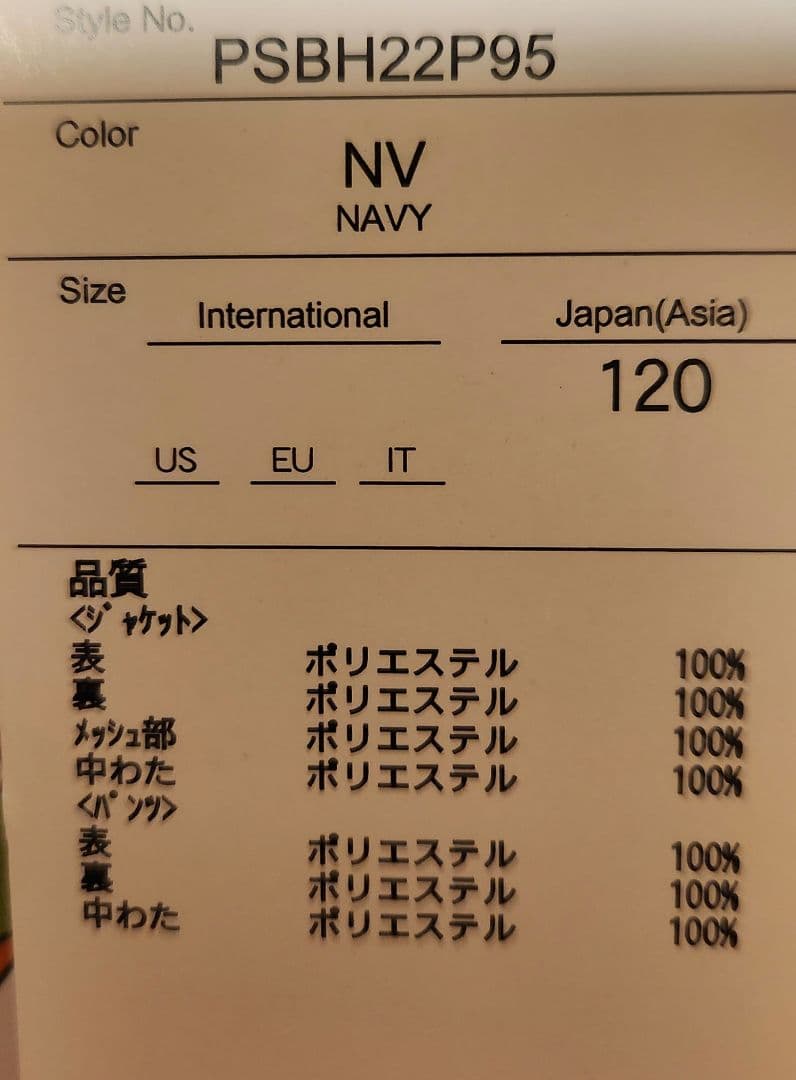 Style No.
PSBH22P95
Color
NV
NAVY
Size
International Japan(Asia)
120
US EU IT
品質
<ｼﾞｬｹｯﾄ>
表 ポリエステル 100%
裏 ポリエステル 100%
ﾒｯｼｭ部 ポリエステル 100%
中わた ポリエステル 100%
<ﾊﾟﾝﾂ>
表 ポリエステル 100%
裏 ポリエステル 100%
中わた ポリエステル 100%